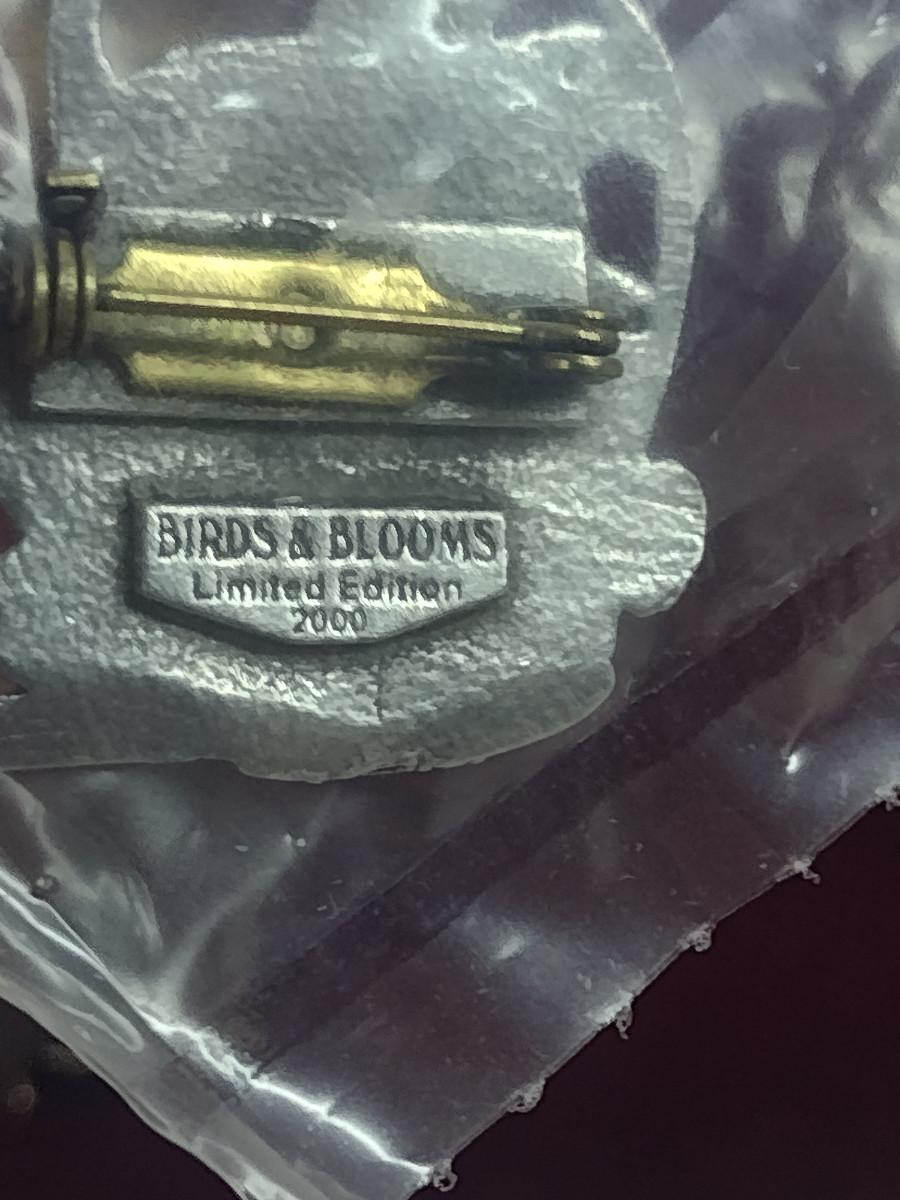 BIRDS & BLOOMS
Limited Edition
2000